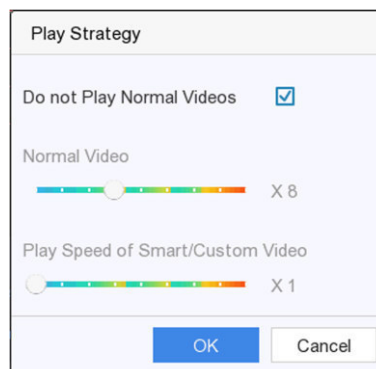 Play Strategy
Do not Play Normal Videos
Normal Video
X 8
Play Speed of Smart/Custom Video
X 1
OK Cancel